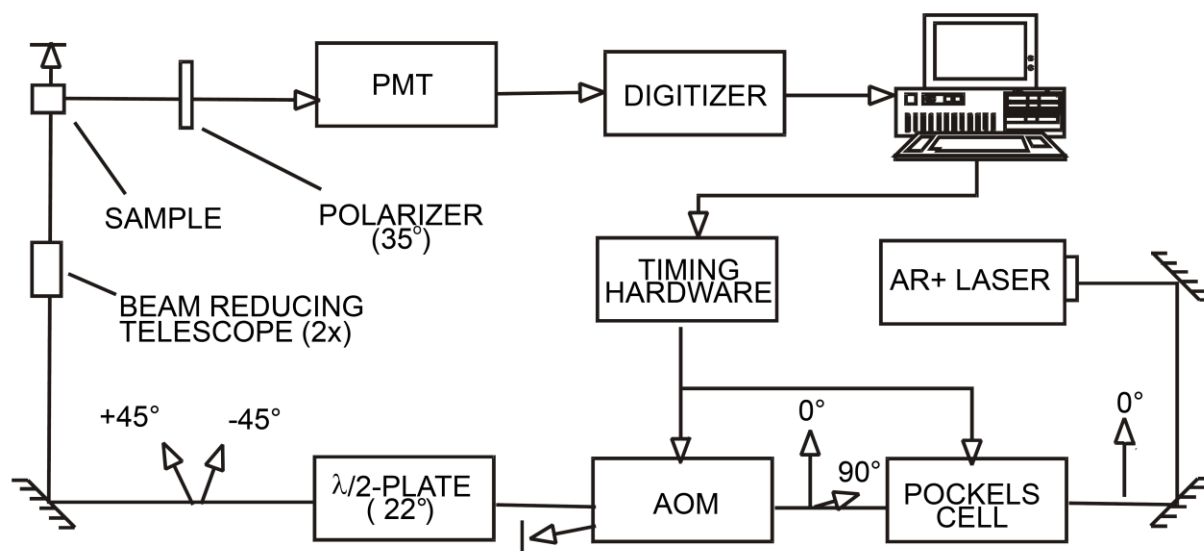 PMT
DIGITIZER
SAMPLE
POLARIZER
(35°)
TIMING
HARDWARE
AR+ LASER
BEAM REDUCING
TELESCOPE (2x)
+45°
-45°
0°
0°
90°
λ/2-PLATE
( 22°)
AOM
POCKELS
CELL